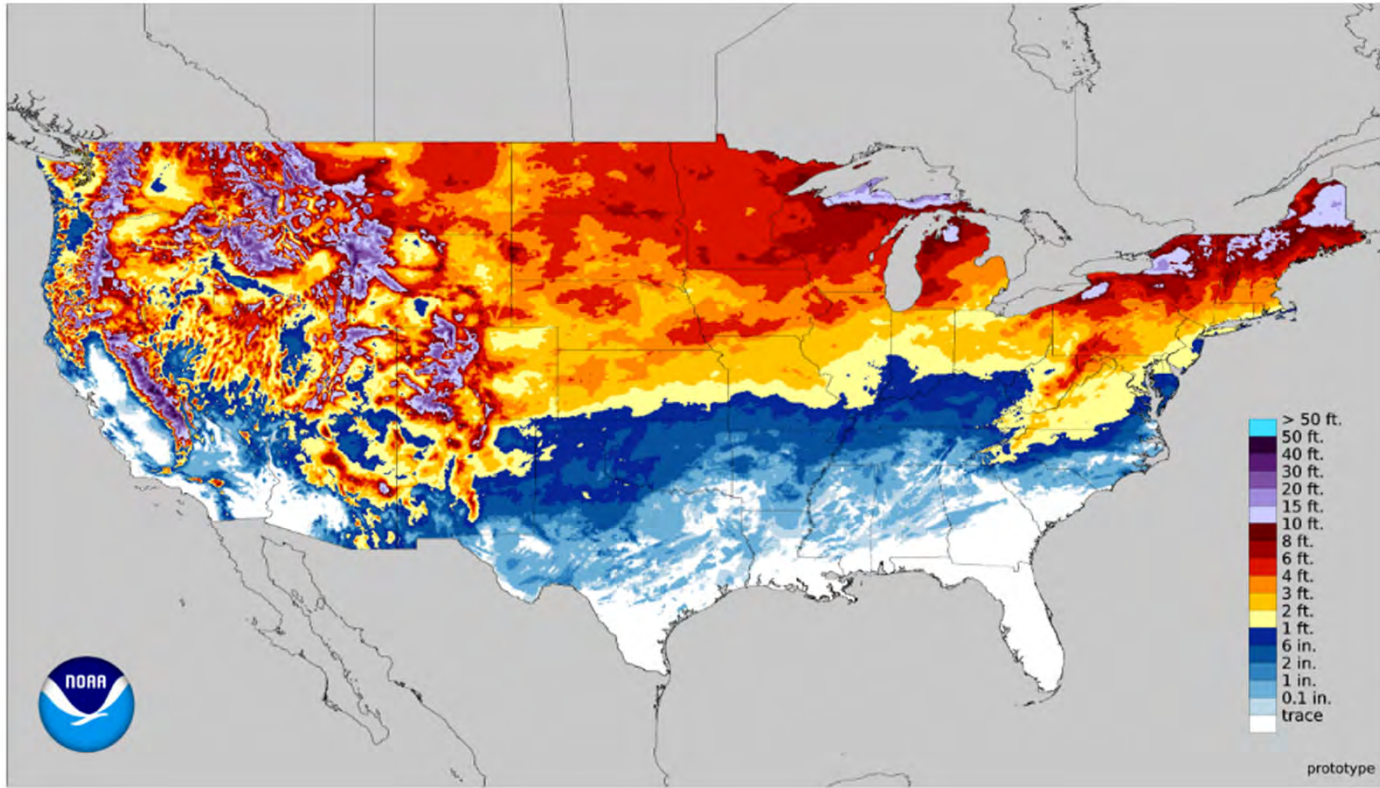 > 50 ft.
50 ft.
40 ft.
30 ft.
20 ft.
15 ft.
10 ft.
8 ft.
6 ft.
4 ft.
3 ft.
2 ft.
1 ft.
6 in.
2 in.
1 in.
0.1 in.
trace
NOAA
prototype